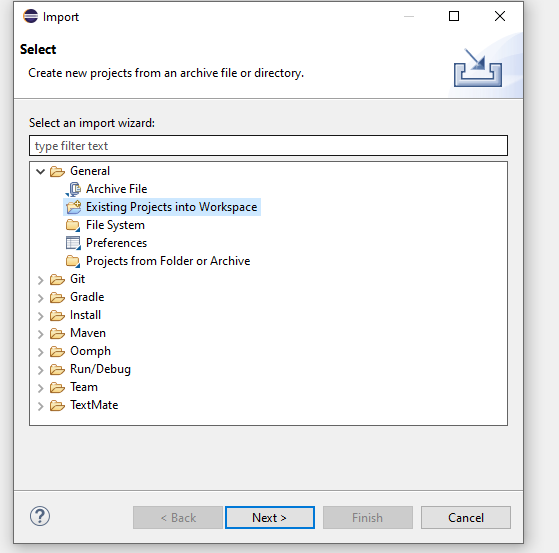 Import
Select
Create new projects from an archive file or directory.
Select an import wizard:
type filter text
General
Archive File
Existing Projects into Workspace
File System
Preferences
Projects from Folder or Archive
Git
Gradle
Install
Maven
Oomph
Run/Debug
Team
TextMate
? < Back Next > Finish Cancel